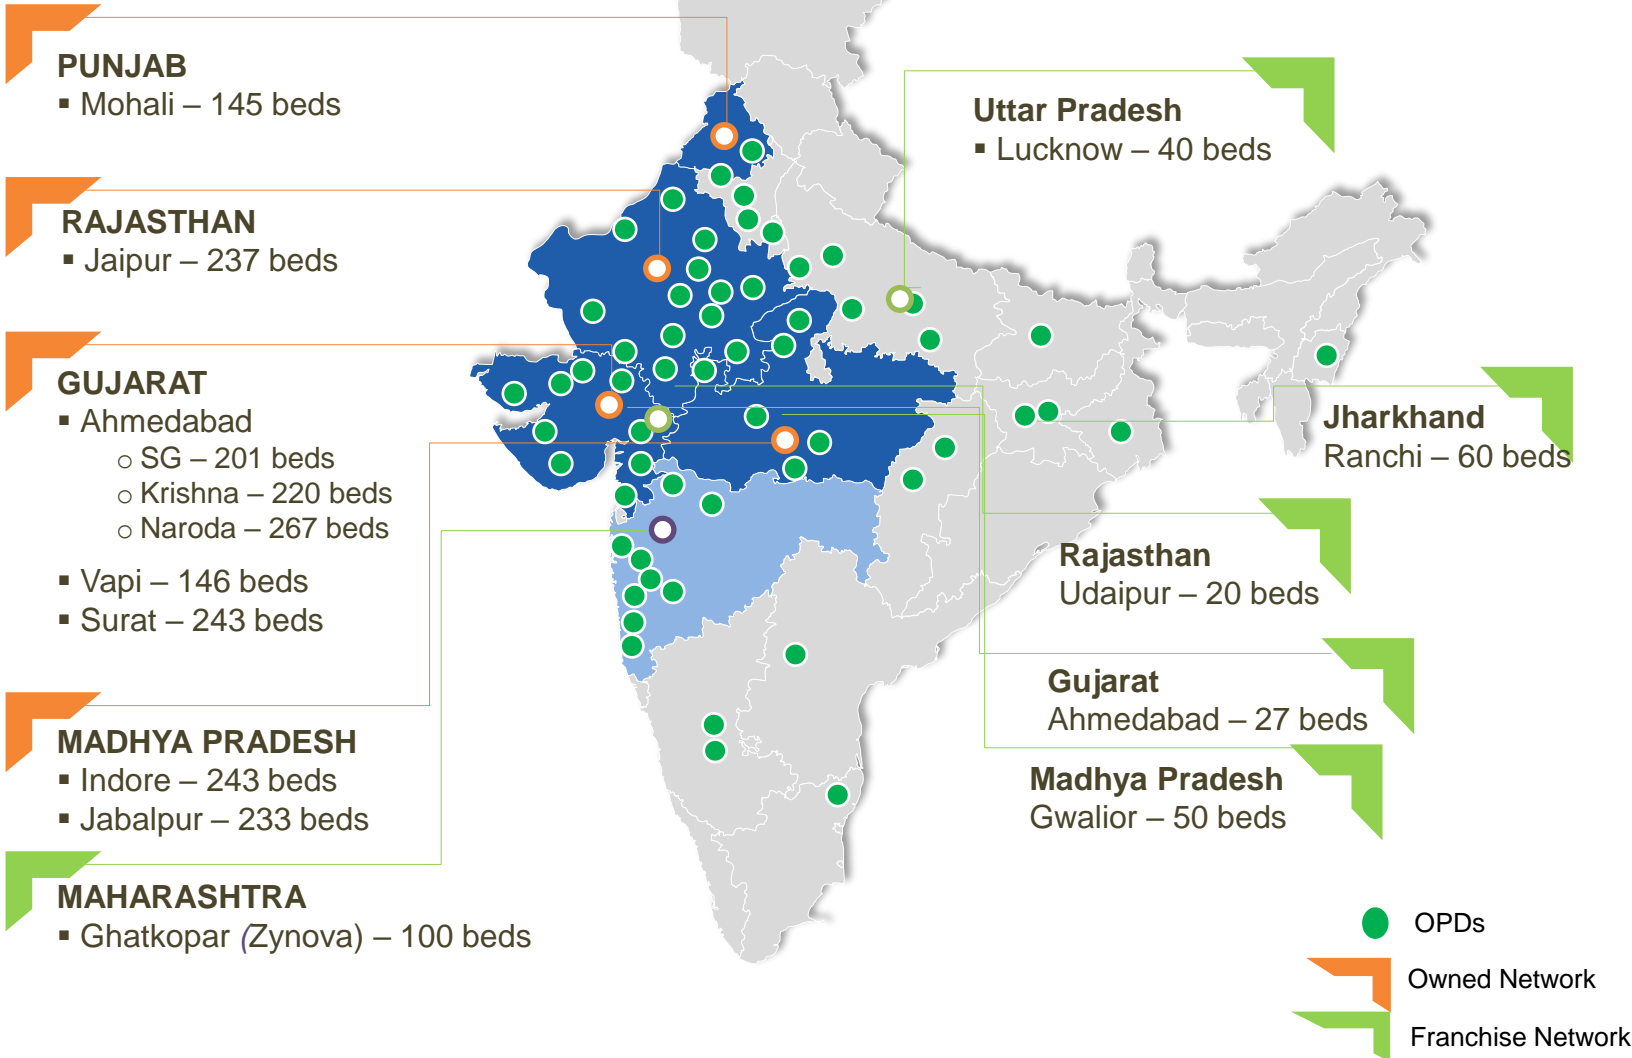 PUNJAB
▪ Mohali – 145 beds
RAJASTHAN
▪ Jaipur – 237 beds
GUJARAT
▪ Ahmedabad
o SG – 201 beds
o Krishna – 220 beds
o Naroda – 267 beds
▪ Vapi – 146 beds
▪ Surat – 243 beds
MADHYA PRADESH
▪ Indore – 243 beds
▪ Jabalpur – 233 beds
MAHARASHTRA
▪ Ghatkopar (Zynova) – 100 beds
Uttar Pradesh
▪ Lucknow – 40 beds
Jharkhand
Ranchi – 60 beds
Rajasthan
Udaipur – 20 beds
Gujarat
Ahmedabad – 27 beds
Madhya Pradesh
Gwalior – 50 beds
OPDs
Owned Network
Franchise Network